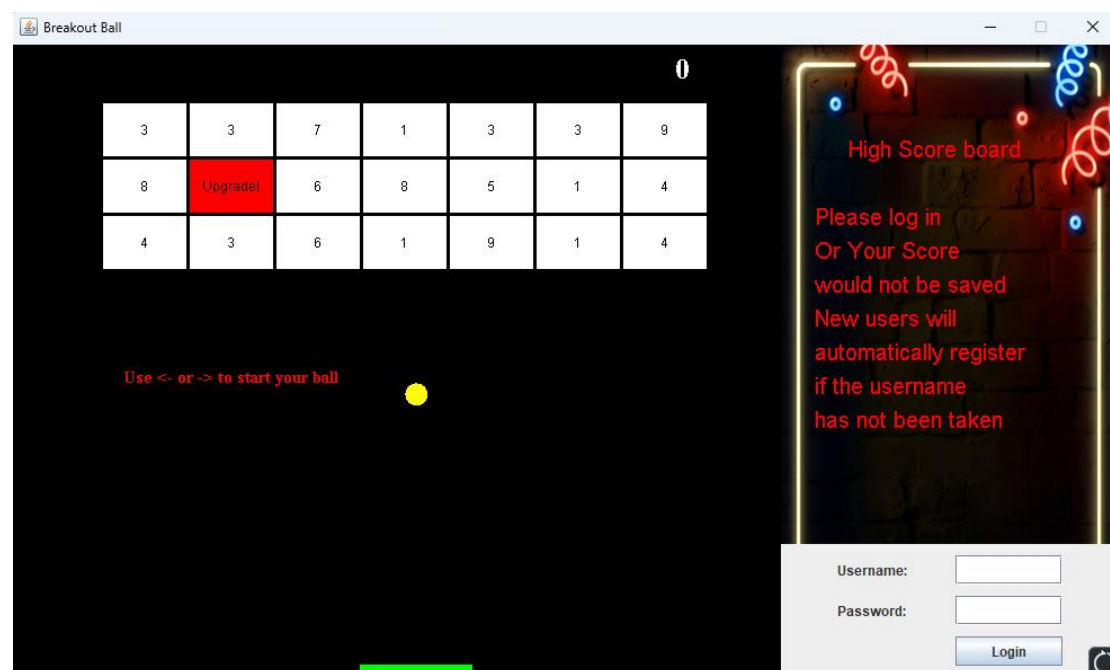 Breakout Ball
0
3 3 7 1 3 3 9
8 Upgrade! 6 8 5 1 4
4 3 6 1 9 1 4
Use <- or -> to start your ball
High Score board
Please log in
Or Your Score
would not be saved
New users will
automatically register
if the username
has not been taken
Username:
Password:
Login